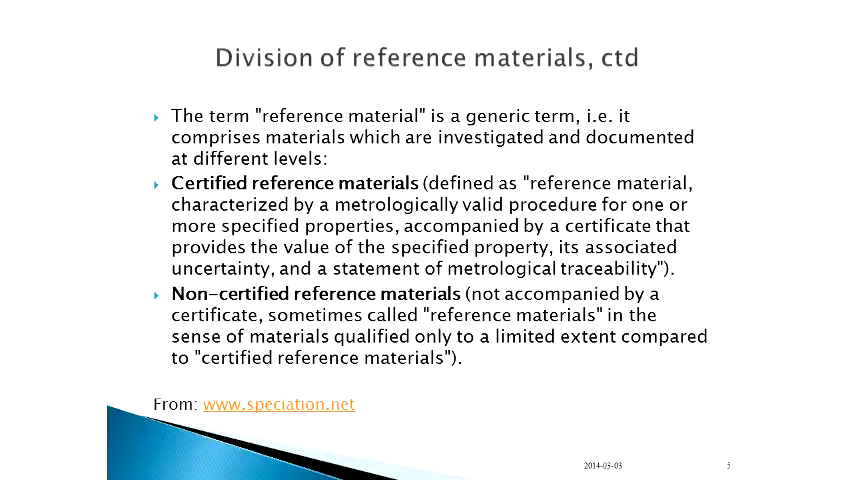 Division of reference materials, ctd
The term "reference material" is a generic term, i.e. it
comprises materials which are investigated and documented
at different levels:
Certified reference materials (defined as "reference material,
characterized by a metrologically valid procedure for one or
more specified properties, accompanied by a certificate that
provides the value of the specified property, its associated
uncertainty, and a statement of metrological traceability").
Non-certified reference materials (not accompanied by a
certificate, sometimes called "reference materials" in the
sense of materials qualified only to a limited extent compared
to "certified reference materials").
From: www.speciation.net
2014-03-03 5